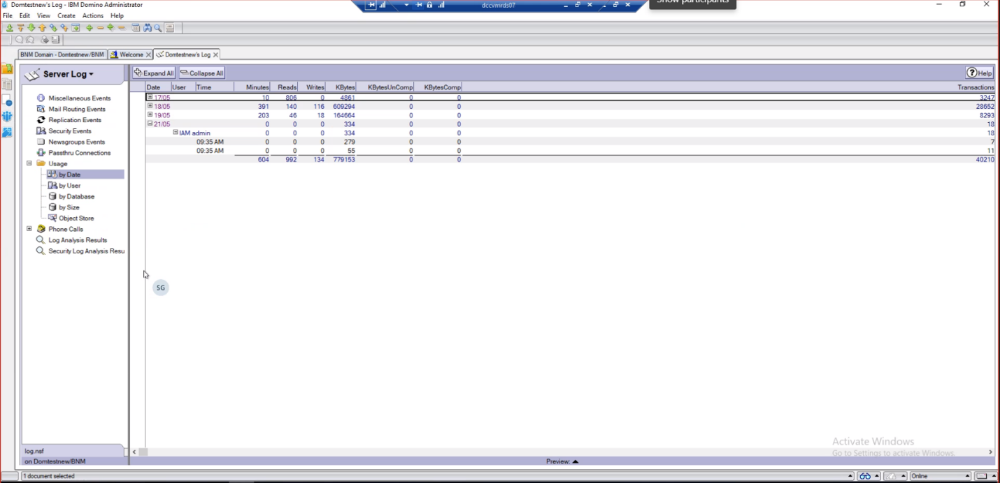 Domtestnew's Log - IBM Domino Administrator
dccvmrds07
Show participants
File Edit View Create Actions Help
BNM Domain - Domtestnew/BNM Welcome Domtestnew's Log
Server Log
Expand All Collapse All Help
Date User Time Minutes Reads Writes KBytes KBytesUnComp KBytesComp Transactions
17/05 10 806 0 4861 0 0 3247
18/05 391 140 116 609294 0 0 28652
19/05 203 46 18 164664 0 0 8293
21/05 0 0 0 334 0 0 18
IAM admin 0 0 0 334 0 0 18
09:35 AM 0 0 0 279 0 0 7
09:35 AM 0 0 0 55 0 0 11
604 992 134 779153 0 0 40210
Miscellaneous Events
Mail Routing Events
Replication Events
Security Events
Newsgroups Events
Passthru Connections
Usage
by Date
by User
by Database
by Size
Object Store
Phone Calls
Log Analysis Results
Security Log Analysis Resu
SG
Activate Windows
Go to Settings to activate Windows.
log.nsf
on Domtestnew/BNM
Preview:
1 document selected
Online